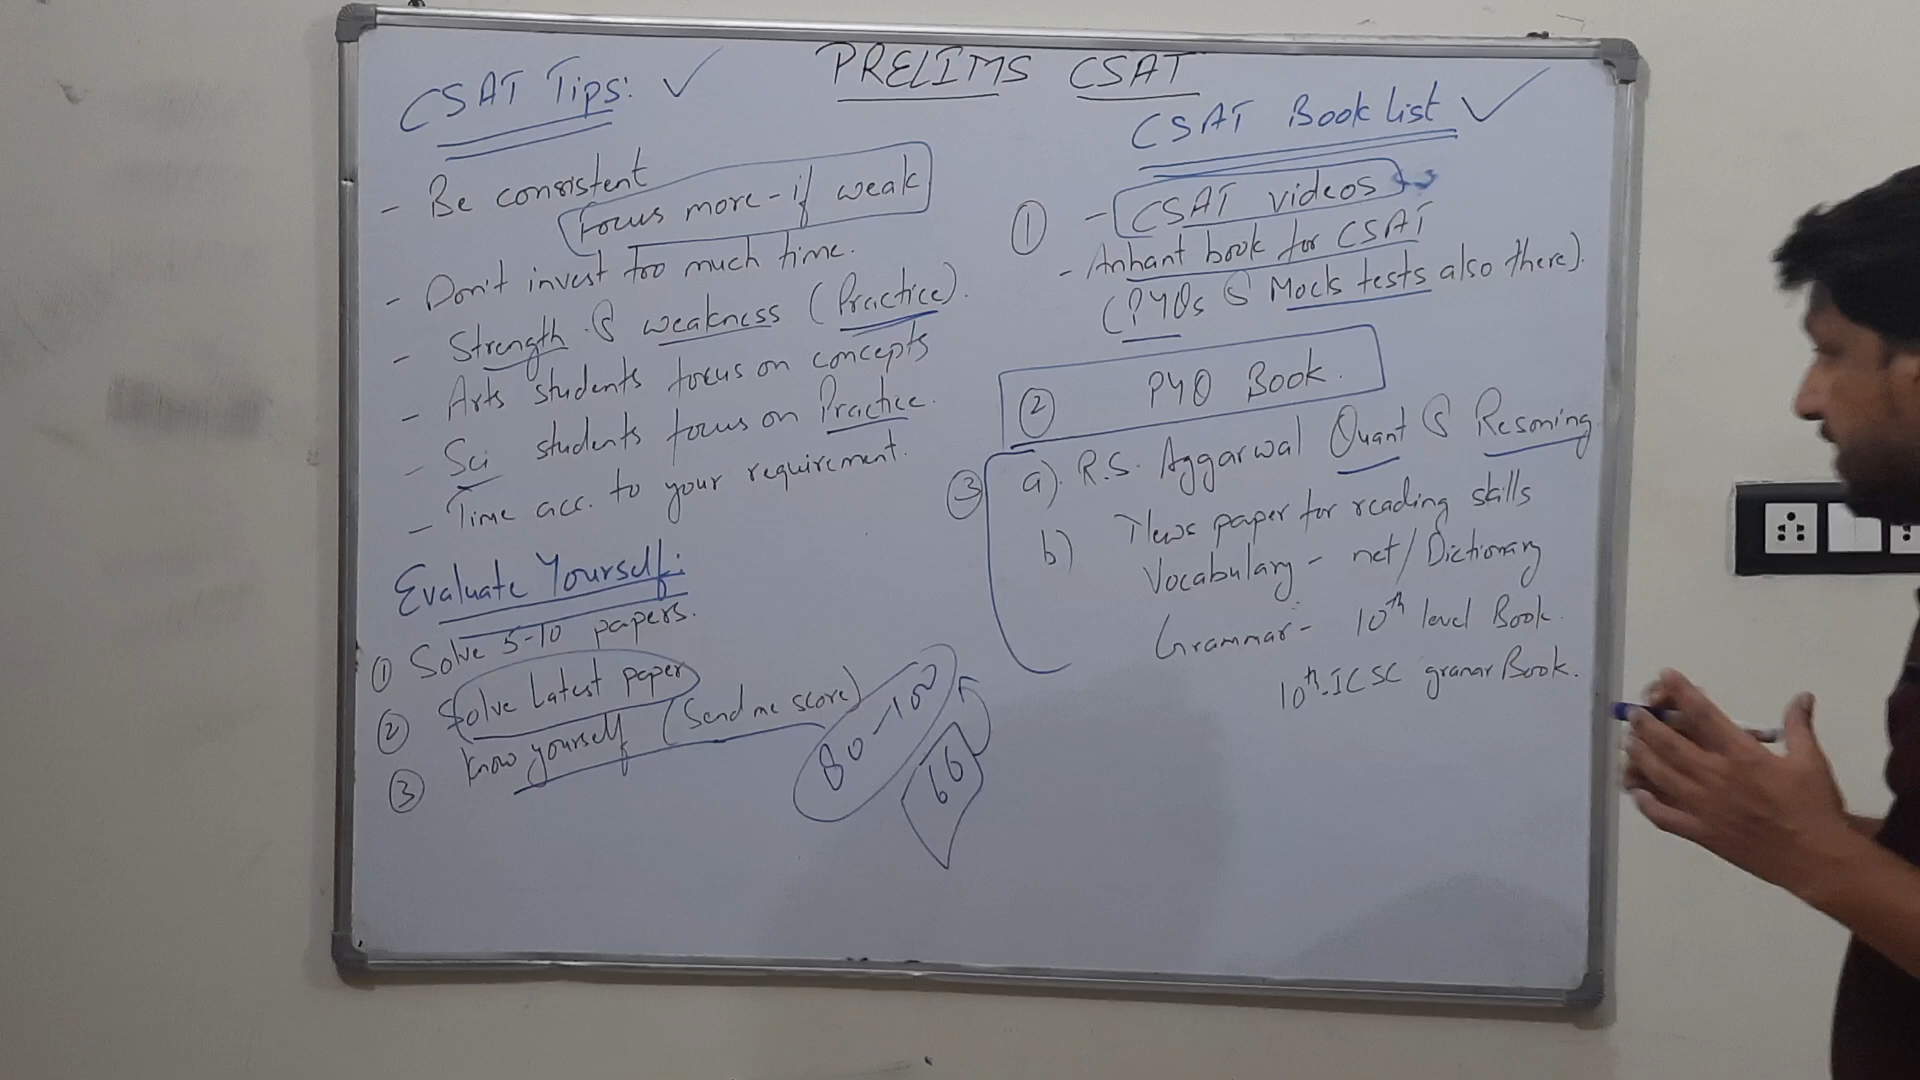 PRELIMS CSAT
CSAT Tips: ✓
- Be consistent
Focus more - if weak
- Don't invest too much time.
- Strength & weakness (Practice).
- Arts students focus on concepts
- Sci students focus on Practice.
- Time acc. to your requirement.
Evaluate Yourself:
① Solve 5-10 papers.
② Solve Latest paper
③ Know yourself (Send me score)
80-100
66
CSAT Book list ✓
① - CSAT videos
- Arihant book for CSAT
(PYQs & Mock tests also there).
② PYQ Book.
③ a). R.S. Aggarwal Quant & Resoning
b) News paper for reading skills
Vocabulary - net/Dictionary
Grammar - 10th level Book.
10th ICSC gramar Book.